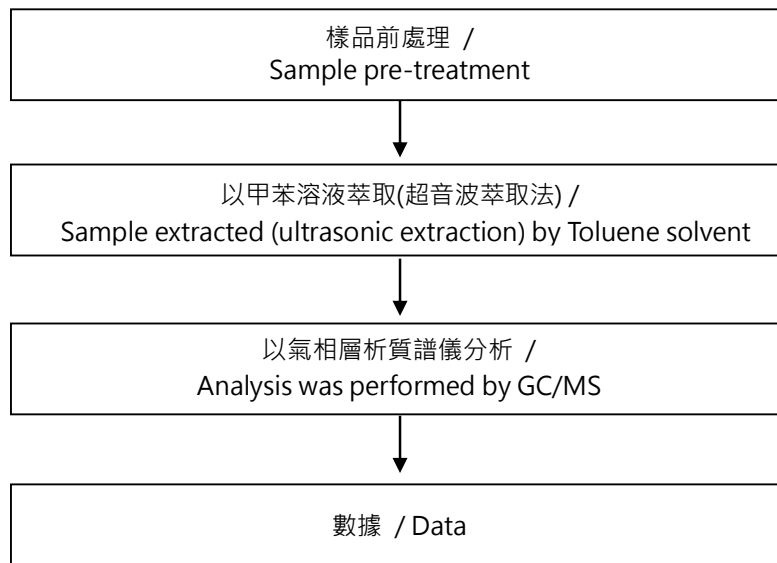 樣品前處理 /
Sample pre-treatment
以甲苯溶液萃取(超音波萃取法) /
Sample extracted (ultrasonic extraction) by Toluene solvent
以氣相層析質譜儀分析 /
Analysis was performed by GC/MS
數據 / Data